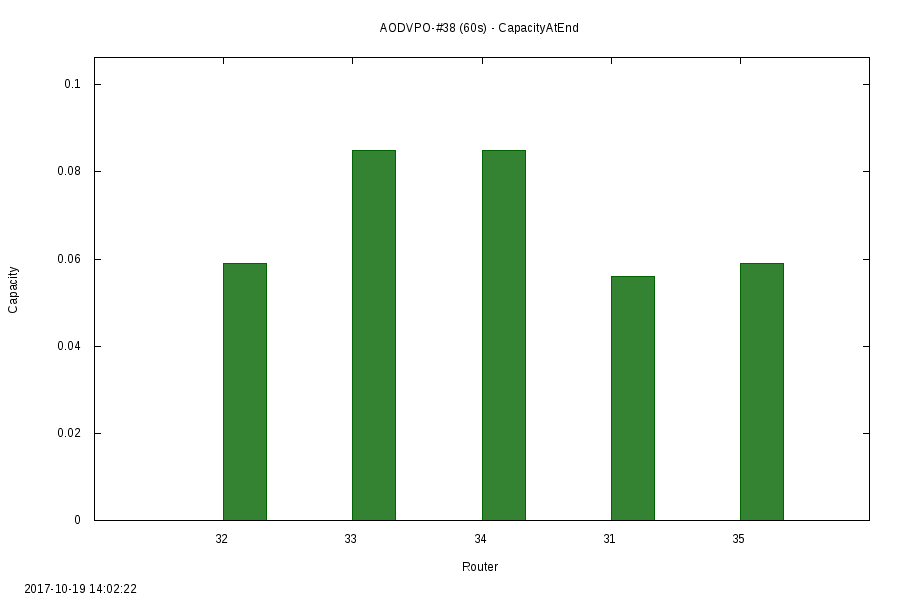 AODVPO-#38 (60s) - CapacityAtEnd
0.1
0.08
0.06
0.04
0.02
0
Capacity
32 33 34 31 35
Router
2017-10-19 14:02:22